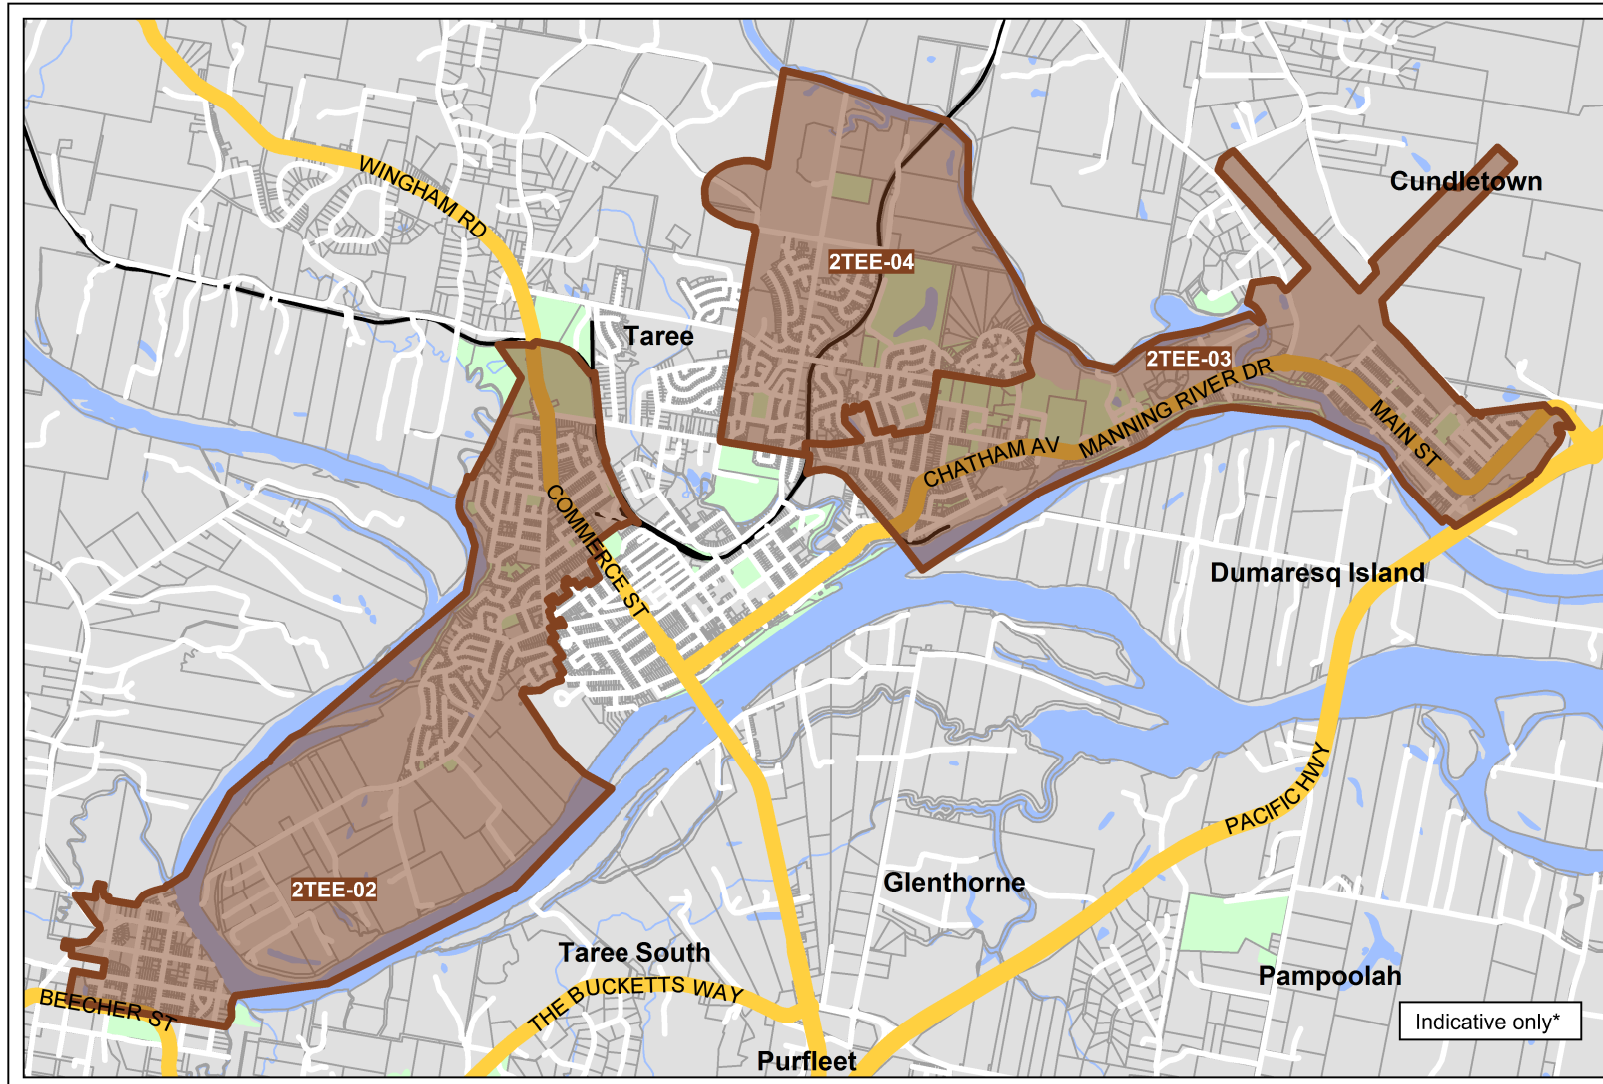 WINGHAM RD
Cundletown
2TEE-04
Taree
2TEE-03
MANNING RIVER DR
MAIN ST
CHATHAM AV
COMMERCE ST
Dumaresq Island
PACIFIC HWY
2TEE-02
Glenthorne
Taree South
Pampoolah
THE BUCKETTS WAY
BEECHER ST
Indicative only*
Purfleet